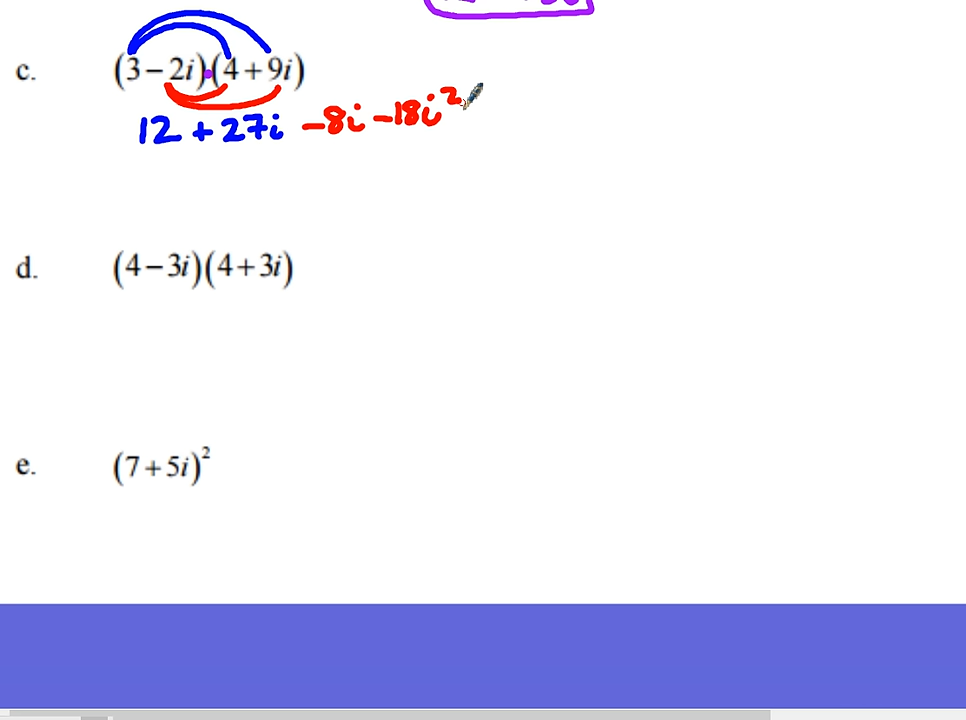 c. (3 − 2i)·(4 + 9i)
12 + 27i − 8i − 18i²
d. (4 − 3i)(4 + 3i)
e. (7 + 5i)²